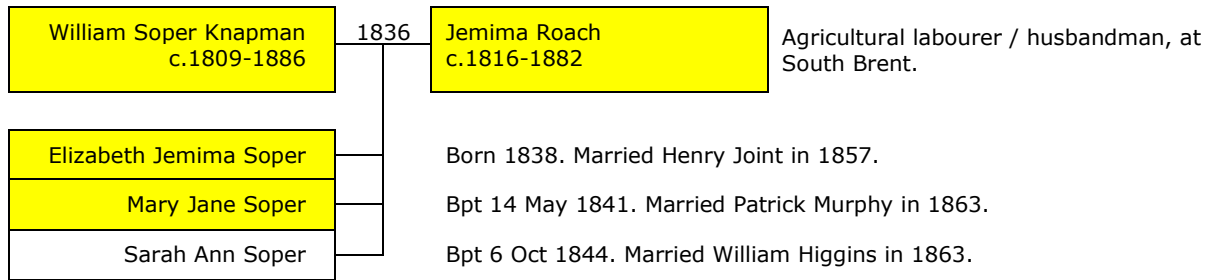 William Soper Knapman
c.1809-1886
1836
Jemima Roach
c.1816-1882
Agricultural labourer / husbandman, at
South Brent.
Elizabeth Jemima Soper
Born 1838. Married Henry Joint in 1857.
Mary Jane Soper
Bpt 14 May 1841. Married Patrick Murphy in 1863.
Sarah Ann Soper
Bpt 6 Oct 1844. Married William Higgins in 1863.